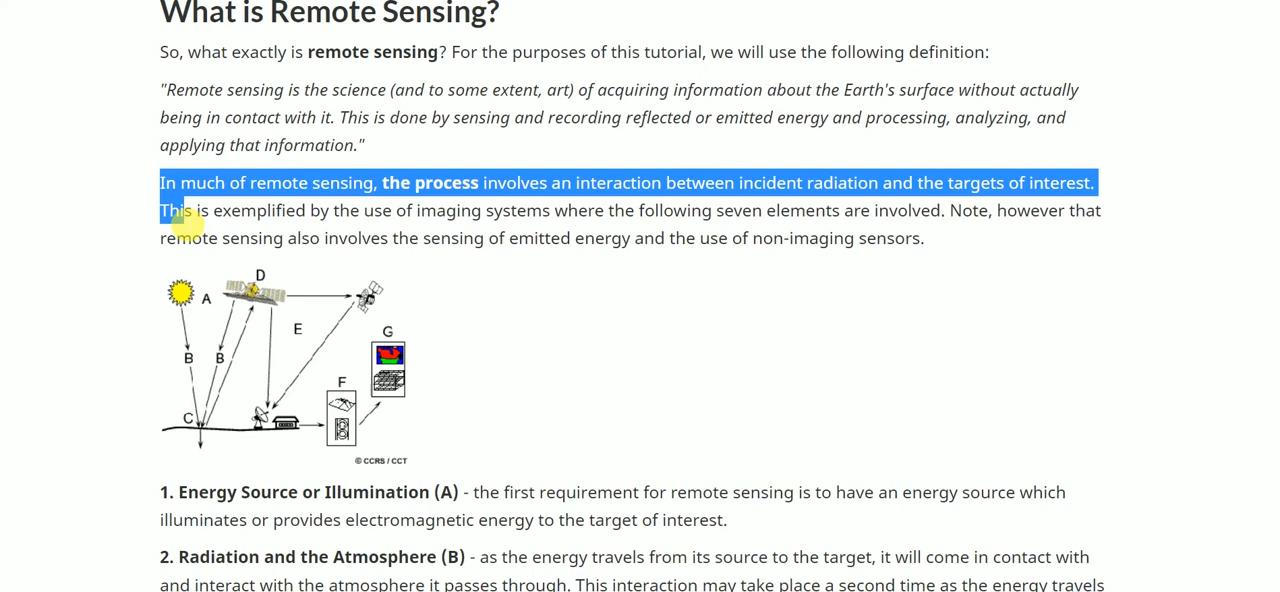 What is Remote Sensing?
So, what exactly is remote sensing? For the purposes of this tutorial, we will use the following definition:
"Remote sensing is the science (and to some extent, art) of acquiring information about the Earth's surface without actually
being in contact with it. This is done by sensing and recording reflected or emitted energy and processing, analyzing, and
applying that information."
In much of remote sensing, the process involves an interaction between incident radiation and the targets of interest.
This is exemplified by the use of imaging systems where the following seven elements are involved. Note, however that
remote sensing also involves the sensing of emitted energy and the use of non-imaging sensors.
D
A
E
G
B B
F
C
© CCRS / CCT
1. Energy Source or Illumination (A) - the first requirement for remote sensing is to have an energy source which
illuminates or provides electromagnetic energy to the target of interest.
2. Radiation and the Atmosphere (B) - as the energy travels from its source to the target, it will come in contact with
and interact with the atmosphere it passes through. This interaction may take place a second time as the energy travels